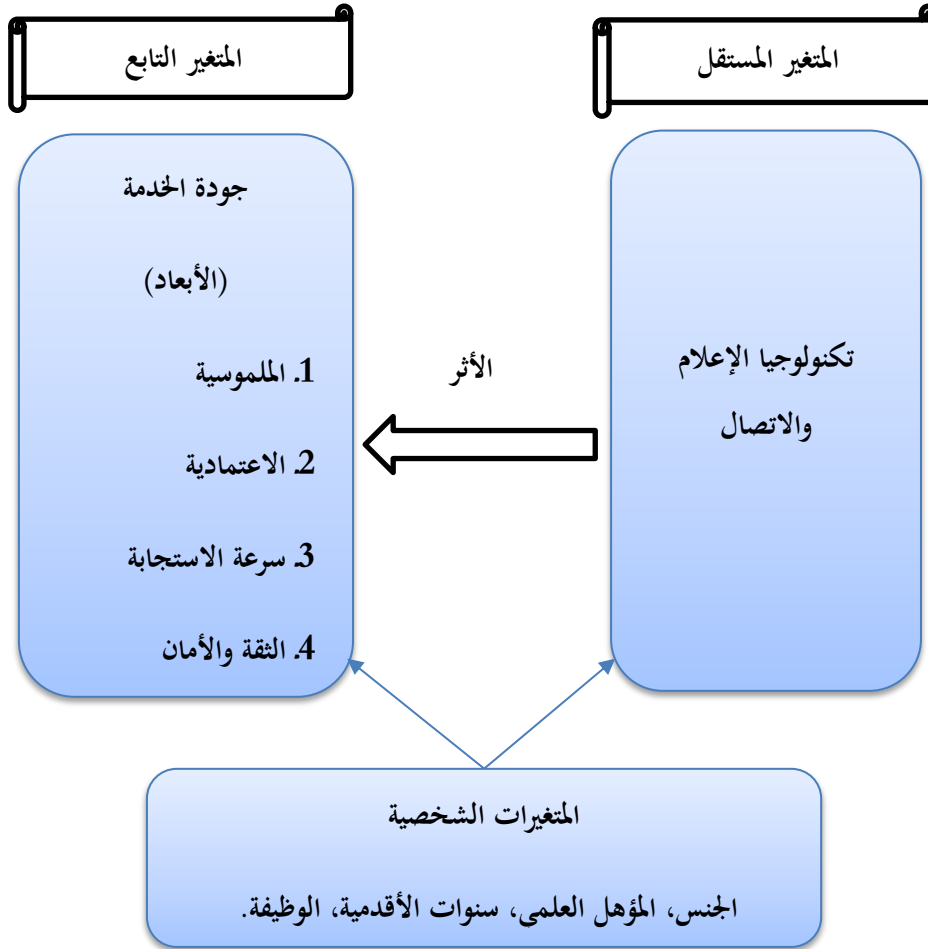 المتغير المستقل
المتغير التابع
تكنولوجيا الإعلام
والاتصال
الأثر
جودة الخدمة
(الأبعاد)
1. الملموسية
2. الاعتمادية
3. سرعة الاستجابة
4. الثقة والأمان
المتغيرات الشخصية
الجنس، المؤهل العلمي، سنوات الأقدمية، الوظيفة.